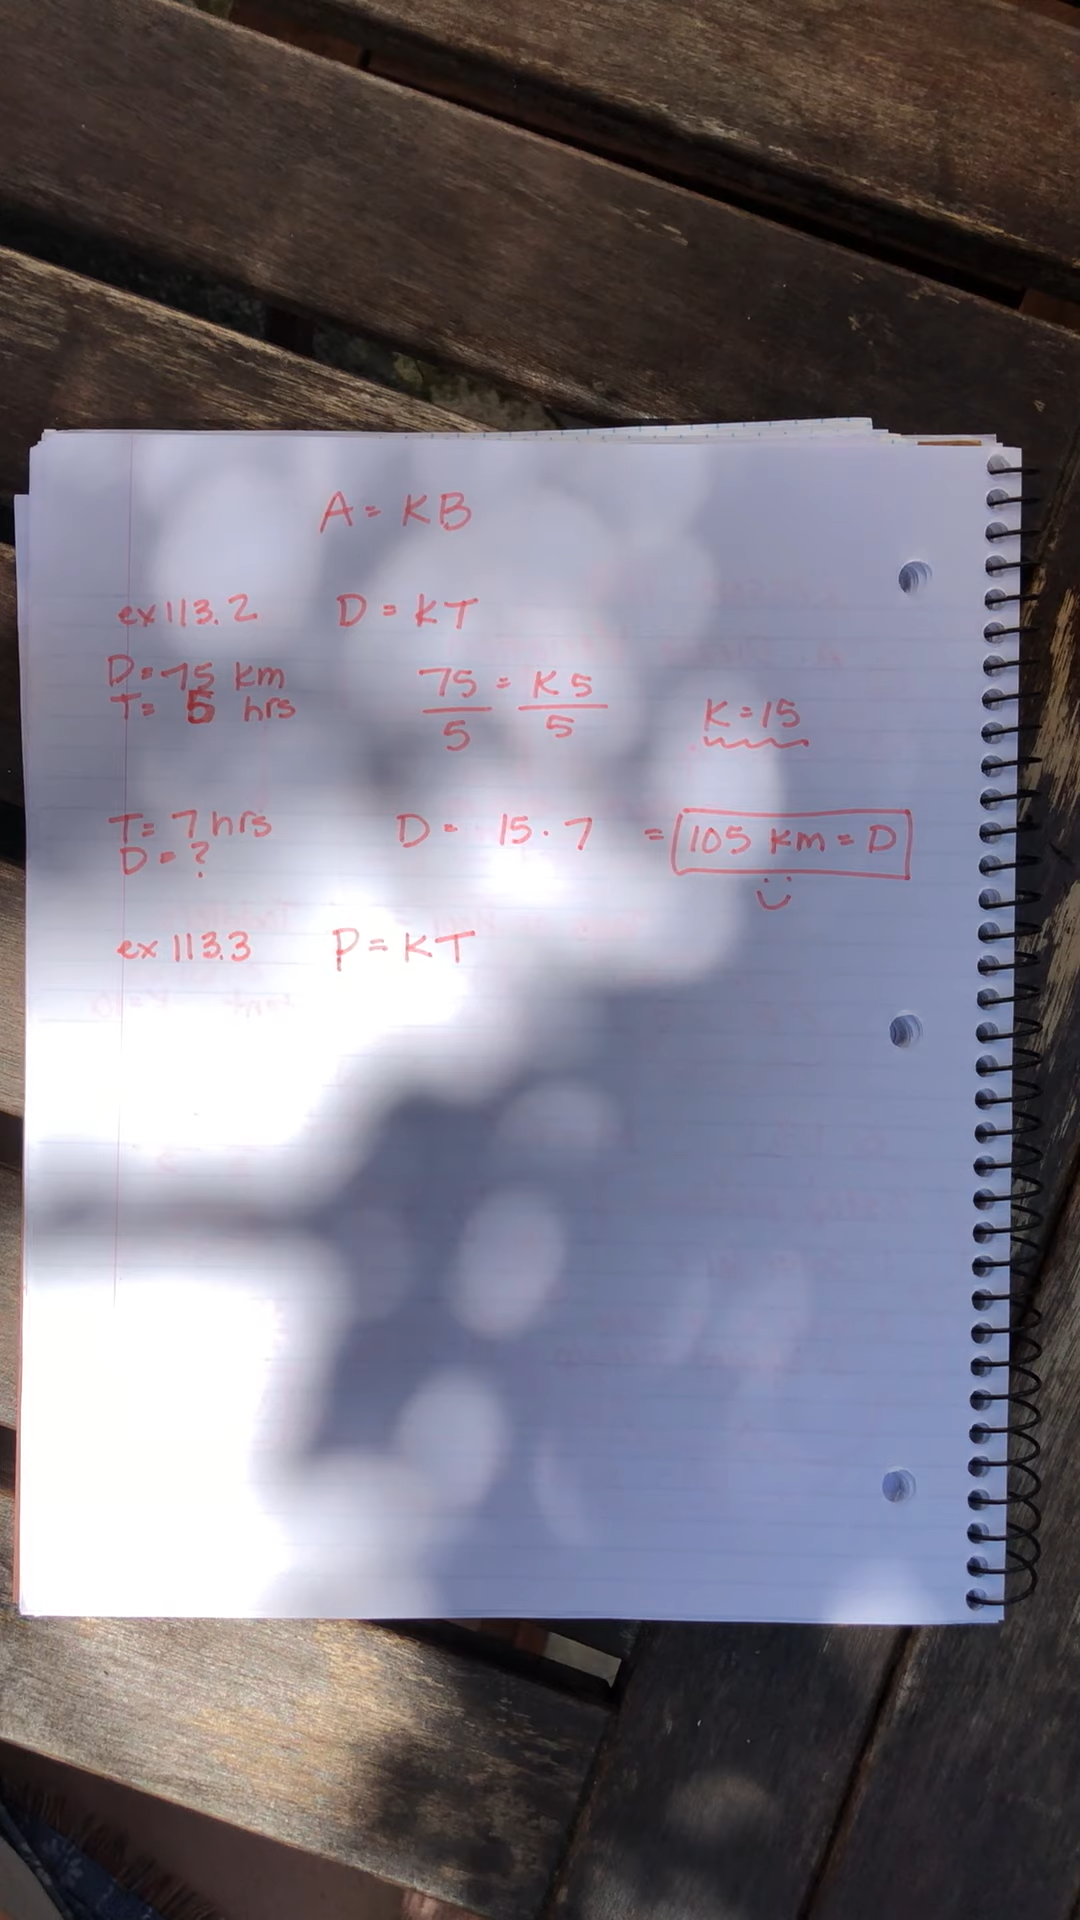 A = KB
ex 113.2 D = KT
D = 75 km 75 = K5
T = 5 hrs 5 5 K = 15
T = 7 hrs D = 15 · 7 = 105 km = D
D = ?
ex 113.3 P = KT